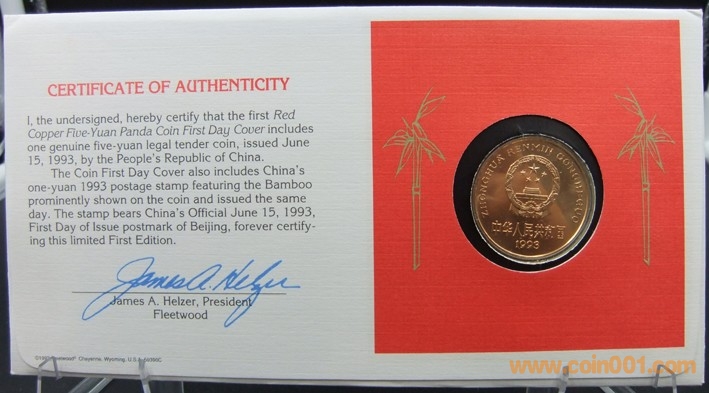 CERTIFICATE OF AUTHENTICITY
I, the undersigned, hereby certify that the first Red
Copper Five-Yuan Panda Coin First Day Cover includes
one genuine five-yuan legal tender coin, issued June
15, 1993, by the People's Republic of China.
The Coin First Day Cover also includes China's
one-yuan 1993 postage stamp featuring the Bamboo
prominently shown on the coin and issued the same
day. The stamp bears China's Official June 15, 1993,
First Day of Issue postmark of Beijing, forever certify-
ing this limited First Edition.
James A. Helzer
James A. Helzer, President
Fleetwood
Fleetwood® Cheyenne, Wyoming, U.S.A.
ZHONGHUA RENMIN GONGHEGUO
中华人民共和国
1993
www.coin001.com